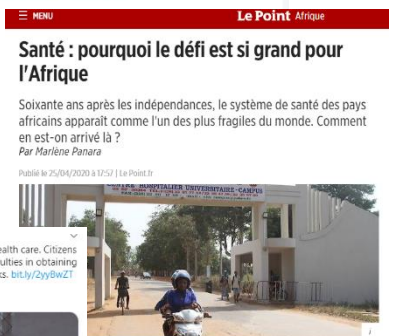 MENU
Le Point Afrique
Santé : pourquoi le défi est si grand pour
l'Afrique
Soixante ans après les indépendances, le système de santé des pays
africains apparaît comme l'un des plus fragiles du monde. Comment
en est-on arrivé là ?
Par Marlène Panara
Publié le 25/04/2020 à 17:57 | Le Point.fr
CENTRE HOSPITALIER UNIVERSITAIRE-CAMPUS
ealth care. Citizens
ulties in obtaining
ks. bit.ly/2yyBwZT